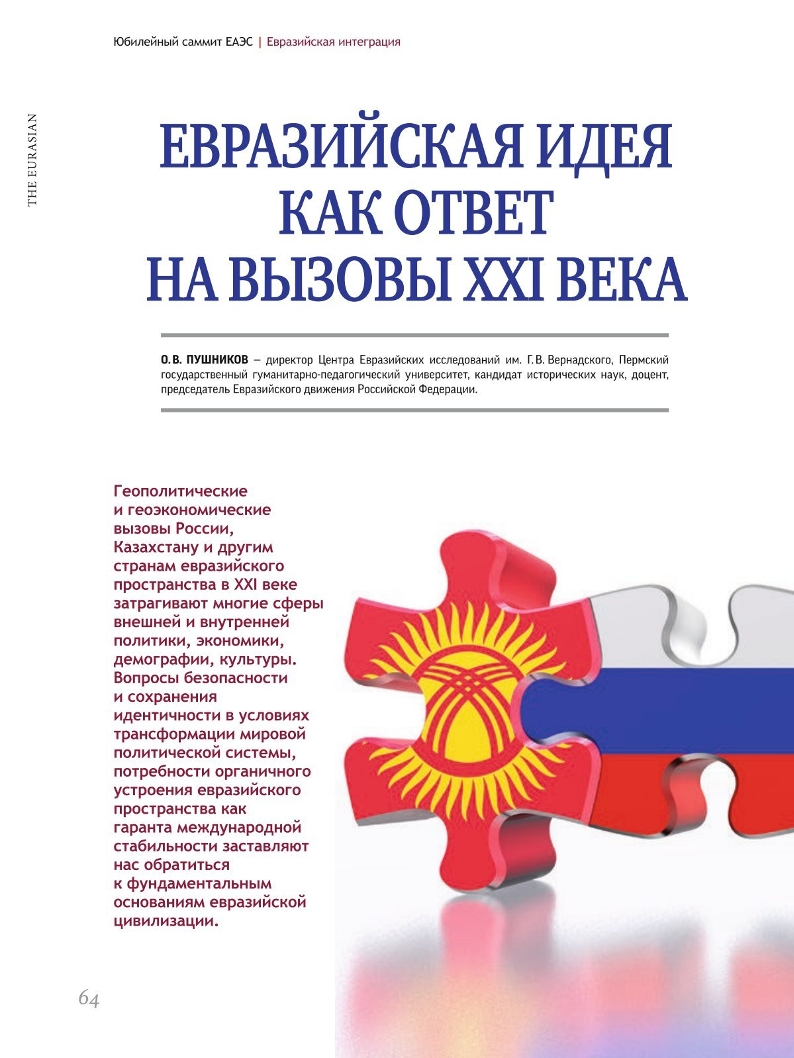 Юбилейный саммит ЕАЭС | Евразийская интеграция
THE EURASIAN
ЕВРАЗИЙСКАЯ ИДЕЯ
КАК ОТВЕТ
НА ВЫЗОВЫ XXI ВЕКА
О. В. ПУШНИКОВ — директор Центра Евразийских исследований им. Г. В. Вернадского, Пермский
государственный гуманитарно-педагогический университет, кандидат исторических наук, доцент,
председатель Евразийского движения Российской Федерации.
Геополитические
и геоэкономические
вызовы России,
Казахстану и другим
странам евразийского
пространства в XXI веке
затрагивают многие сферы
внешней и внутренней
политики, экономики,
демографии, культуры.
Вопросы безопасности
и сохранения
идентичности в условиях
трансформации мировой
политической системы,
потребности органичного
устроения евразийского
пространства как
гаранта международной
стабильности заставляют
нас обратиться
к фундаментальным
основаниям евразийской
цивилизации.
64